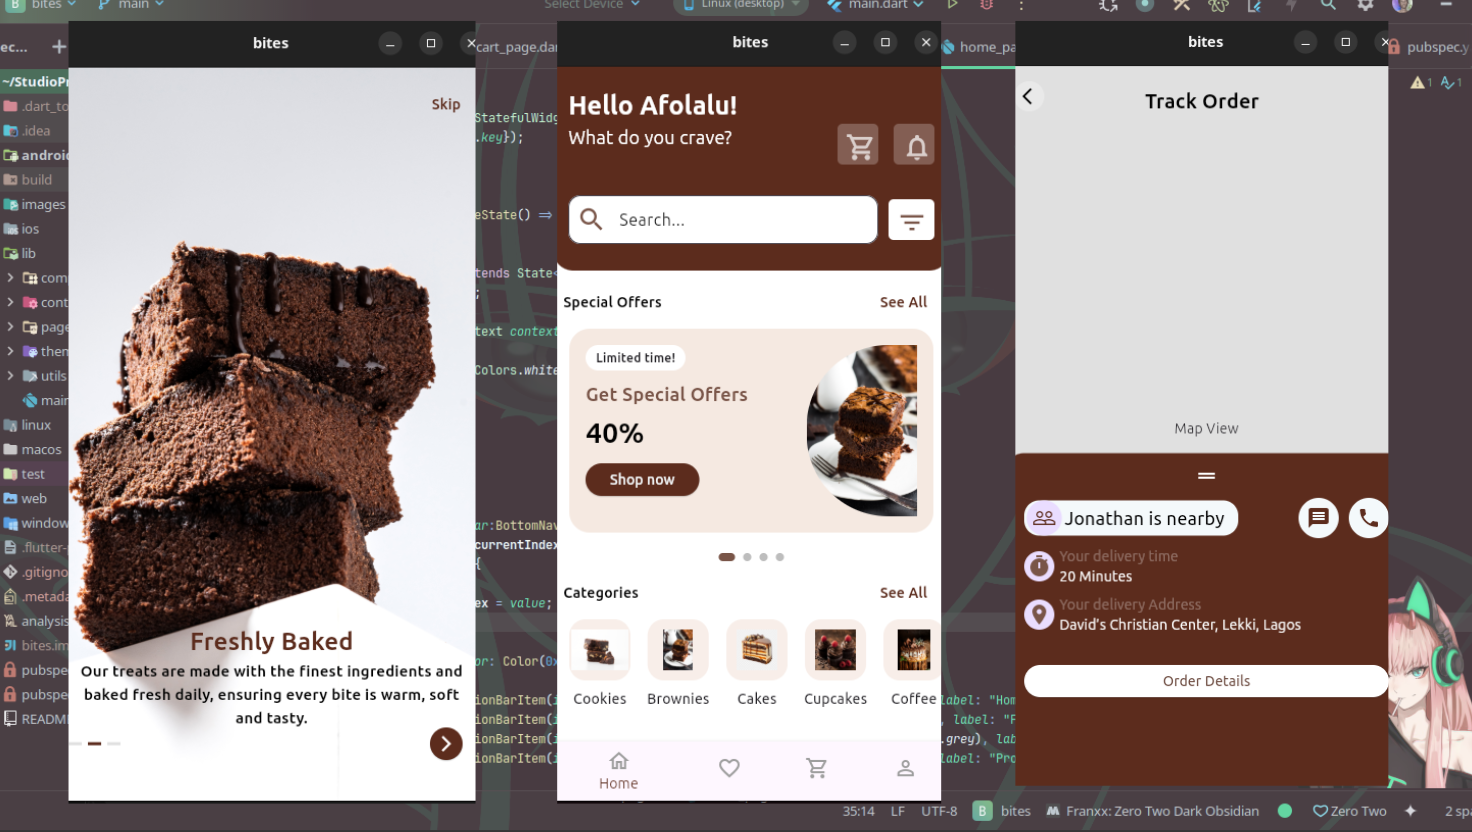 B bites
main
Select Device
Linux (desktop)
main.dart
bites
bites
bites
ec...
cart_page.da
home_pa
pubspec.y
~/StudioPr
1
1
.dart_to
.idea
android
build
images
ios
lib
com
cont
page
them
utils
main
linux
macos
test
web
window
.flutter-
.gitigno
.metada
analysis
bites.im
pubspe
pubspe
READM
Skip
Freshly Baked
Our treats are made with the finest ingredients and
baked fresh daily, ensuring every bite is warm, soft
and tasty.
StatefulWidg
.key});
eState() =>
tends State<
;
text context
Colors.white
ar:BottomNav
currentIndex
{
ex = value;
or: Color(0x
ionBarItem(i
ionBarItem(i
ionBarItem(i
ionBarItem(i
Hello Afolalu!
What do you crave?
Search...
Special Offers
See All
Limited time!
Get Special Offers
40%
Shop now
Categories
See All
Cookies
Brownies
Cakes
Cupcakes
Coffee
Home
label: "Hom
, label: "F
.grey), lab
label: "Pro
Track Order
Map View
Jonathan is nearby
Your delivery time
20 Minutes
Your delivery Address
David's Christian Center, Lekki, Lagos
Order Details
35:14
LF
UTF-8
B bites
Franxx: Zero Two Dark Obsidian
Zero Two
2 spa